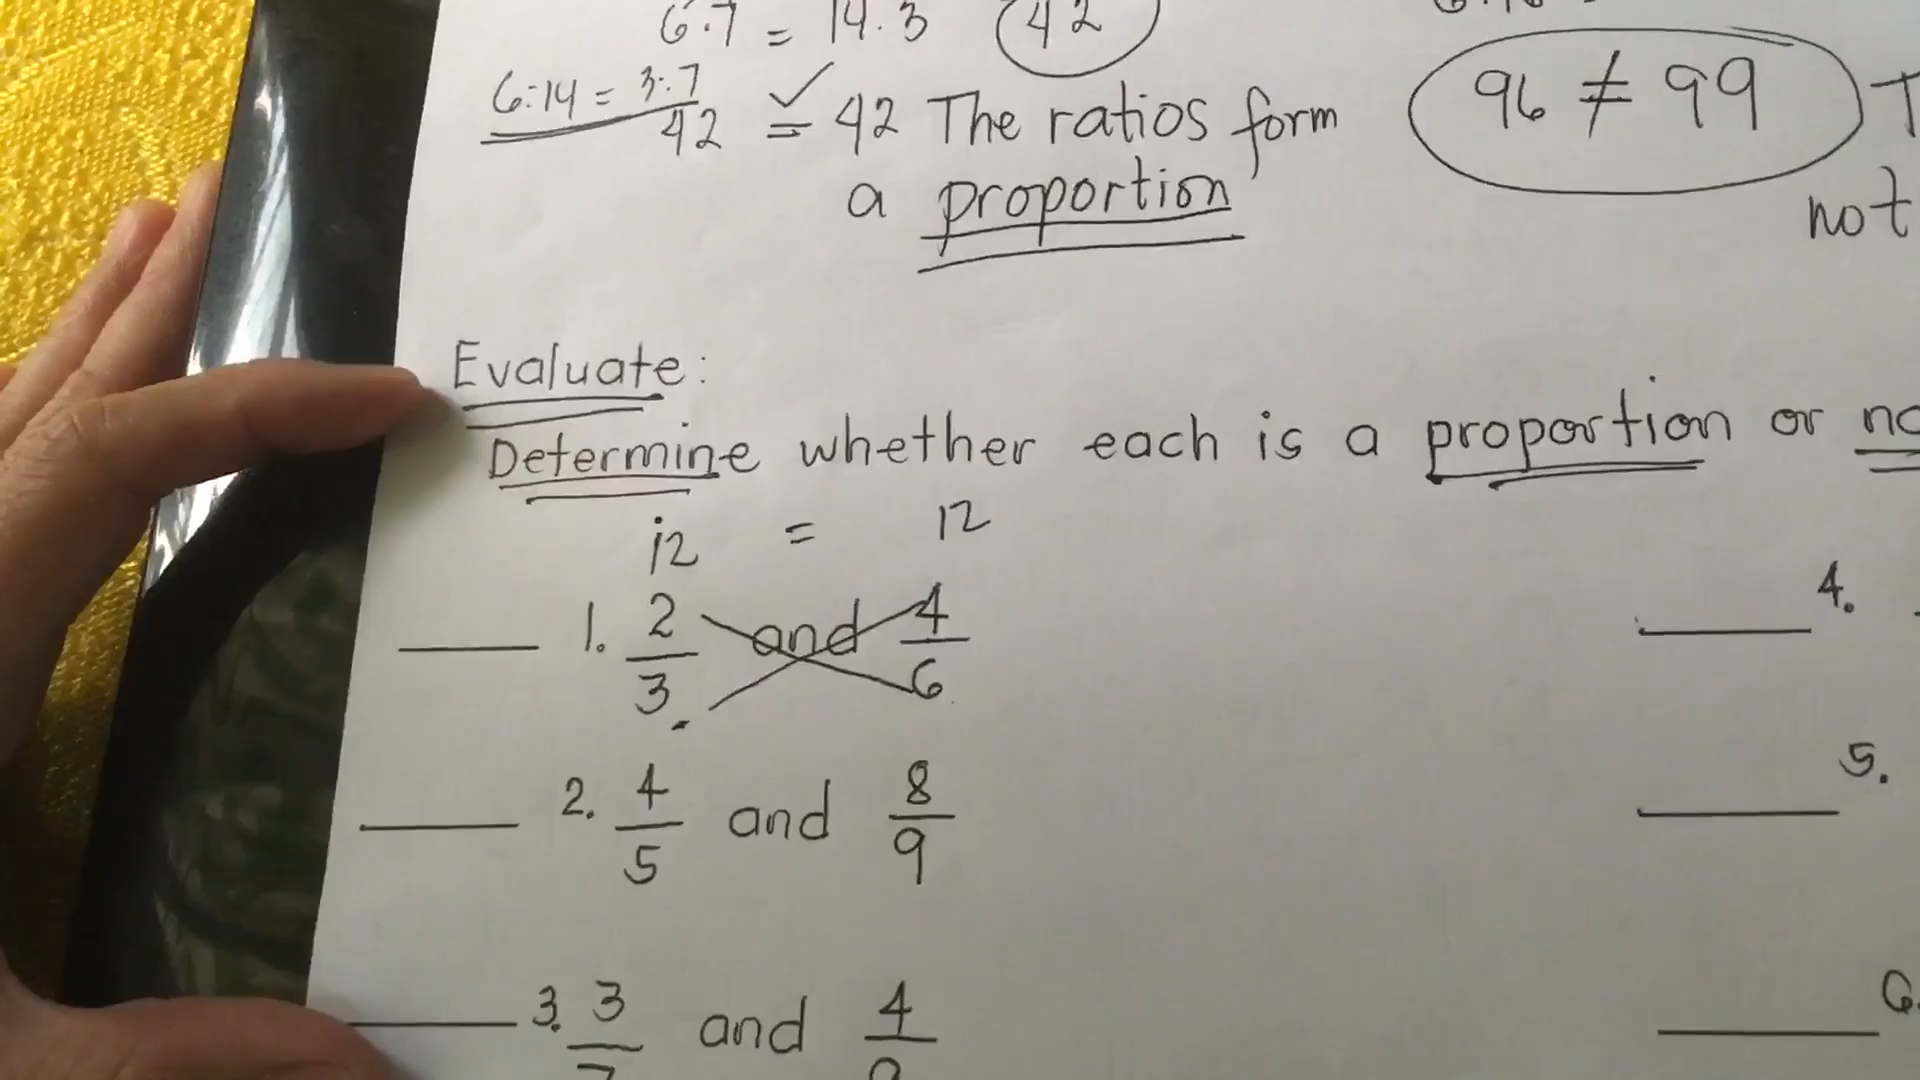 6.7 = 14.3 42
6:14 = 3:7
42 = 42 The ratios form
a proportion
96 ≠ 99
not
Evaluate:
Determine whether each is a proportion or
12 = 12
1. 2/3 and 4/6
2. 4/5 and 8/9
3. 3 and 4
4.
5.
6.